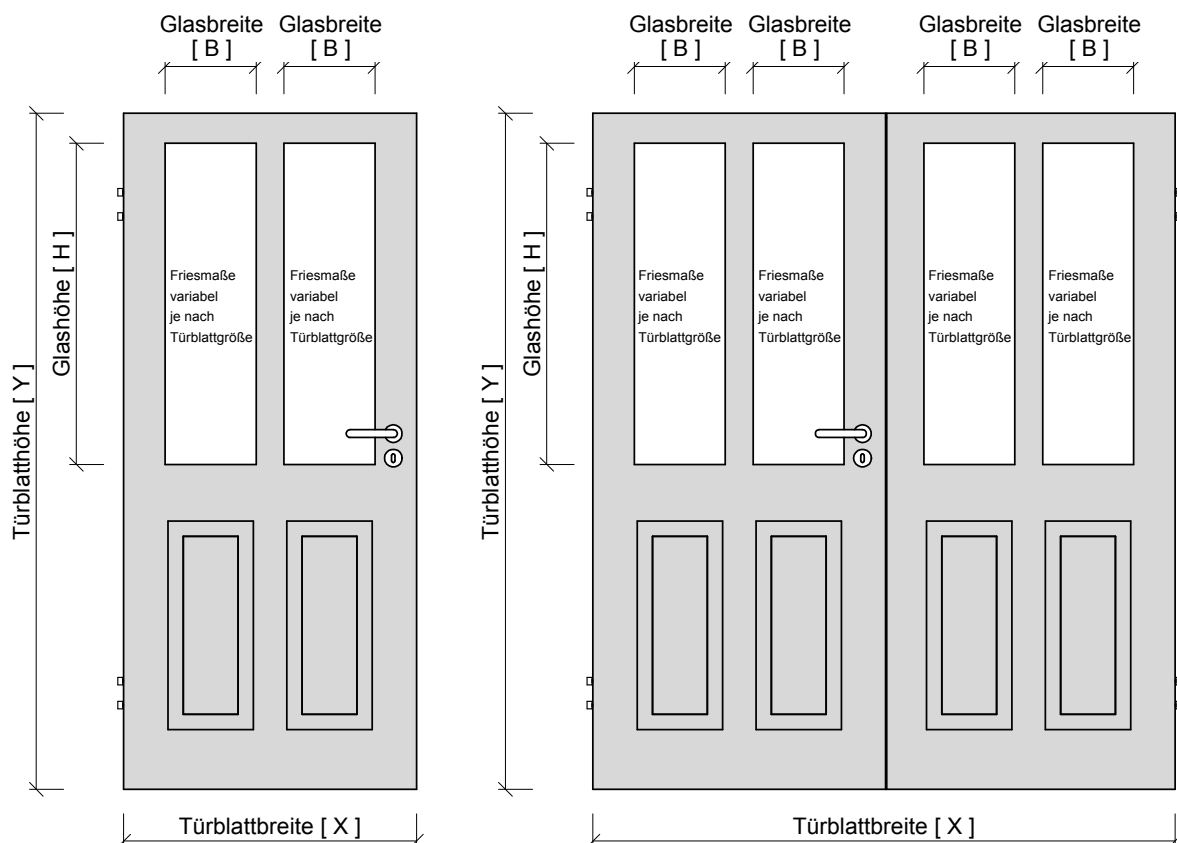 Glasbreite
[ B ]
Glasbreite
[ B ]
Türblatthöhe [ Y ]
Glashöhe [ H ]
Friesmaße
variabel
je nach
Türblattgröße
Friesmaße
variabel
je nach
Türblattgröße
Türblattbreite [ X ]
Glasbreite
[ B ]
Glasbreite
[ B ]
Glasbreite
[ B ]
Glasbreite
[ B ]
Türblatthöhe [ Y ]
Glashöhe [ H ]
Friesmaße
variabel
je nach
Türblattgröße
Friesmaße
variabel
je nach
Türblattgröße
Friesmaße
variabel
je nach
Türblattgröße
Friesmaße
variabel
je nach
Türblattgröße
Türblattbreite [ X ]